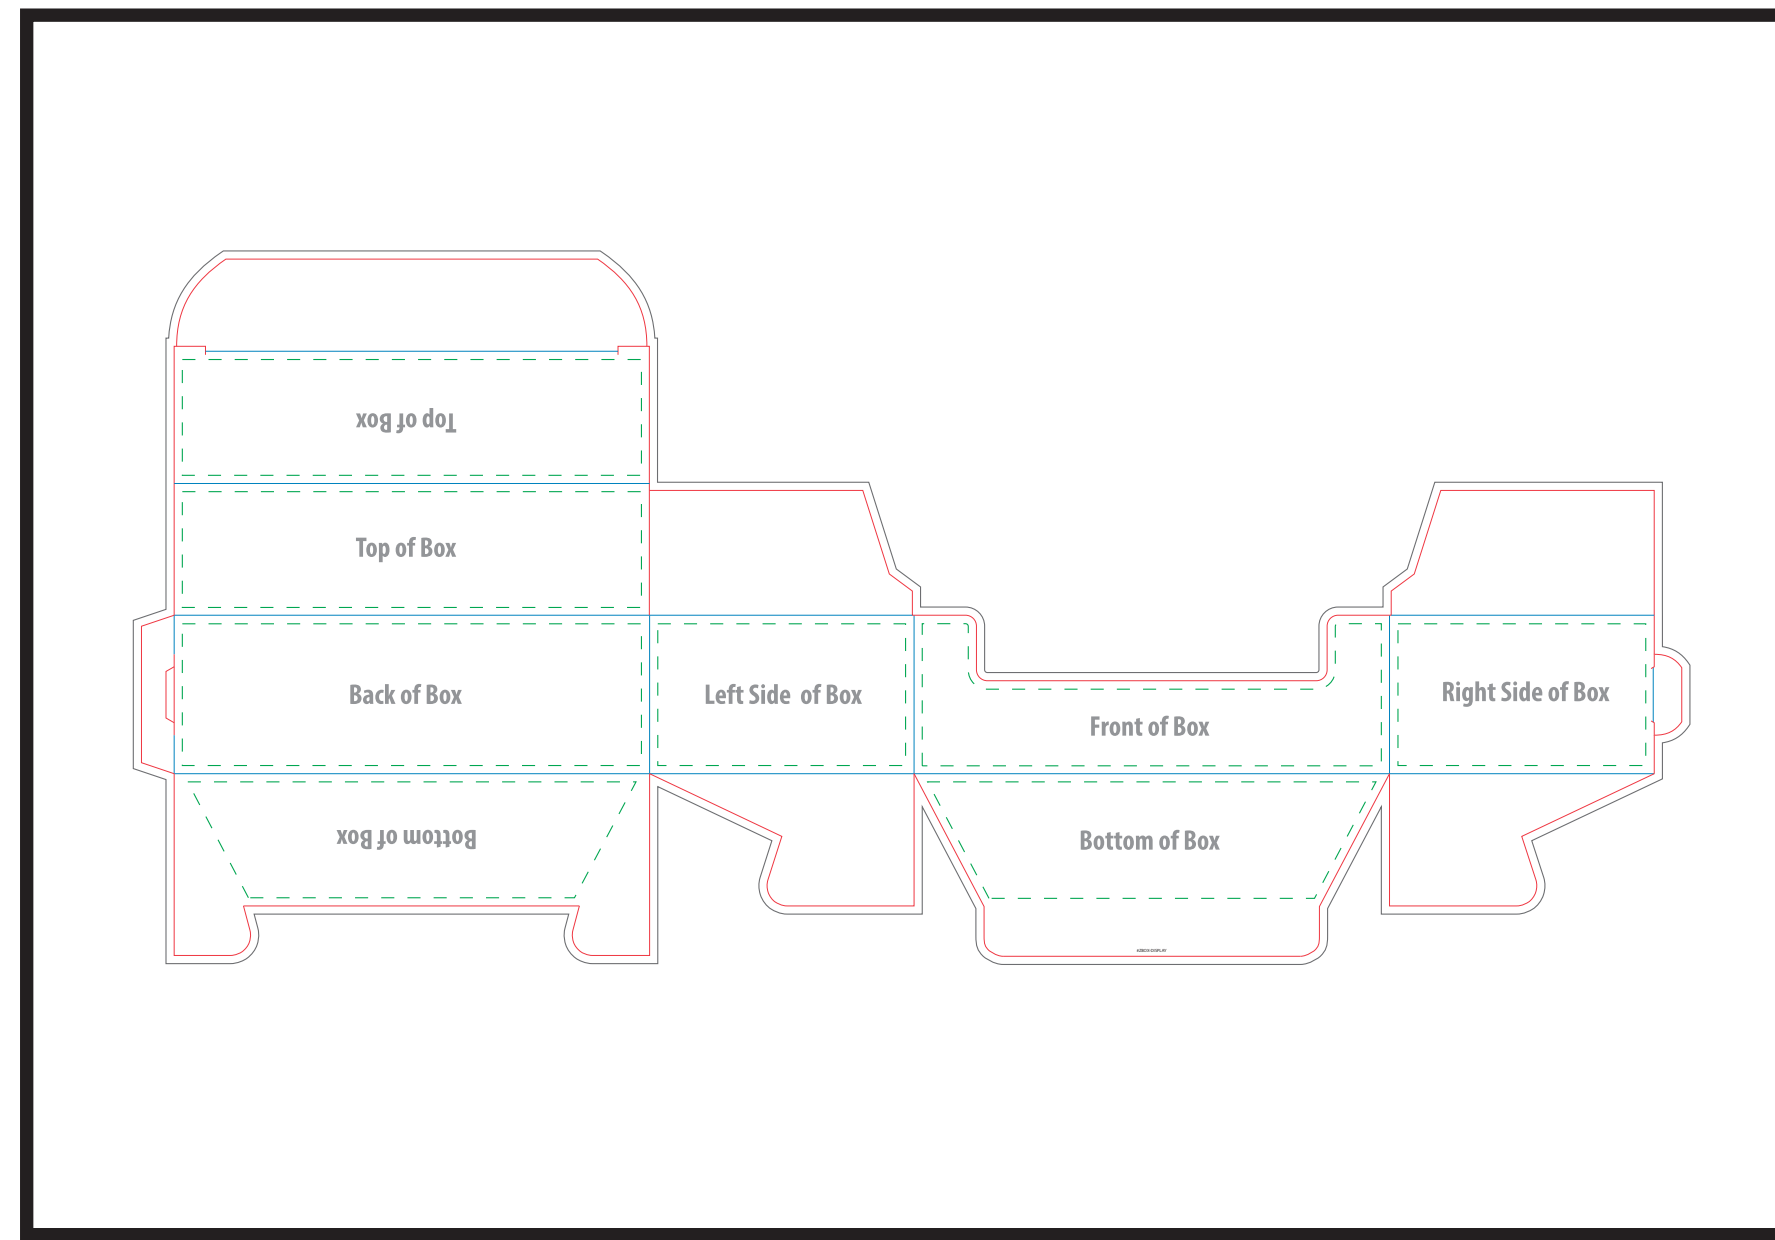 Top of Box
Top of Box
Back of Box
Left Side of Box
Front of Box
Right Side of Box
Bottom of Box
Bottom of Box